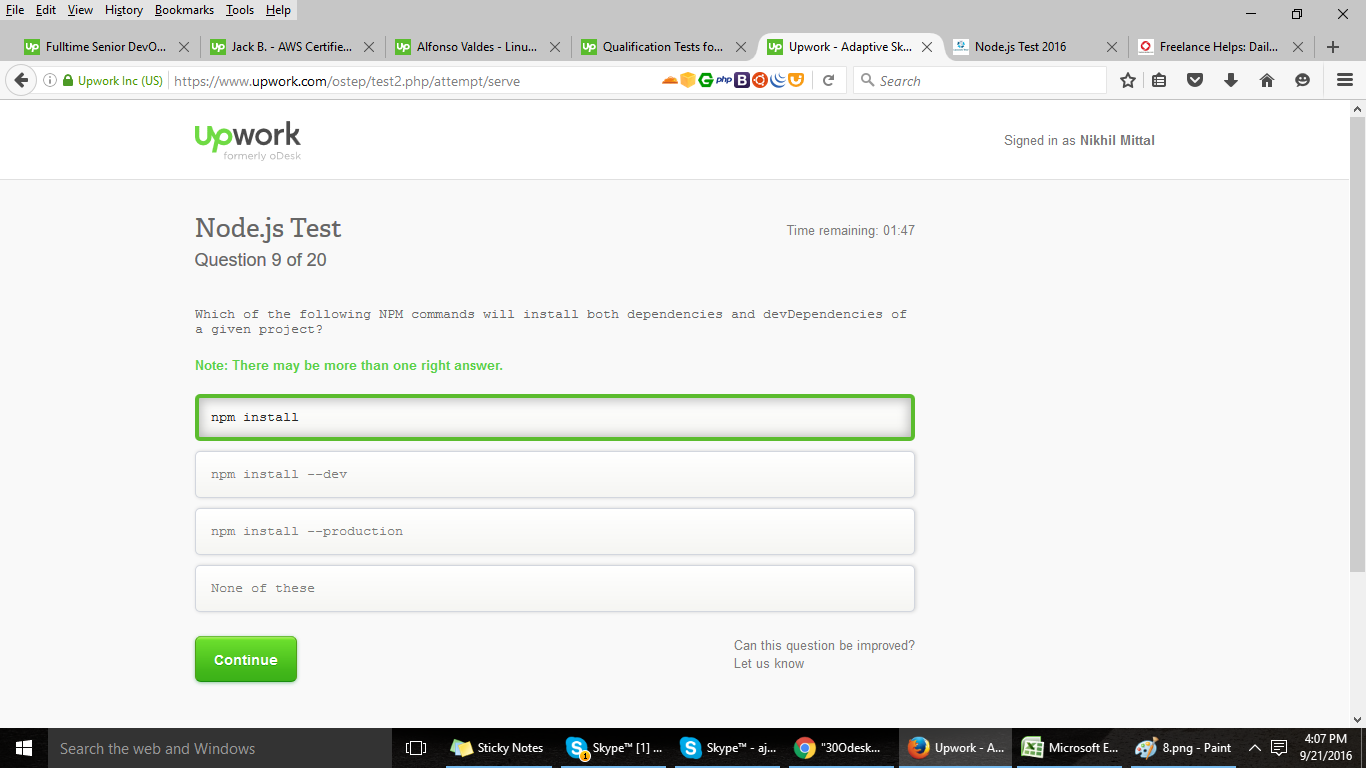 File Edit View History Bookmarks Tools Help
Fulltime Senior DevO... Jack B. - AWS Certifie... Alfonso Valdes - Linu... Qualification Tests fo... Upwork - Adaptive Sk... Node.js Test 2016 Freelance Helps: Dail...
Upwork Inc (US) https://www.upwork.com/ostep/test2.php/attempt/serve php B Search
upwork
formerly oDesk
Signed in as Nikhil Mittal
Node.js Test
Time remaining: 01:47
Question 9 of 20
Which of the following NPM commands will install both dependencies and devDependencies of
a given project?
Note: There may be more than one right answer.
npm install
npm install --dev
npm install --production
None of these
Continue
Can this question be improved?
Let us know
Search the web and Windows Sticky Notes Skype™ [1] ... Skype™ - aj... "30Odesk... Upwork - A... Microsoft E... 8.png - Paint 4:07 PM
9/21/2016